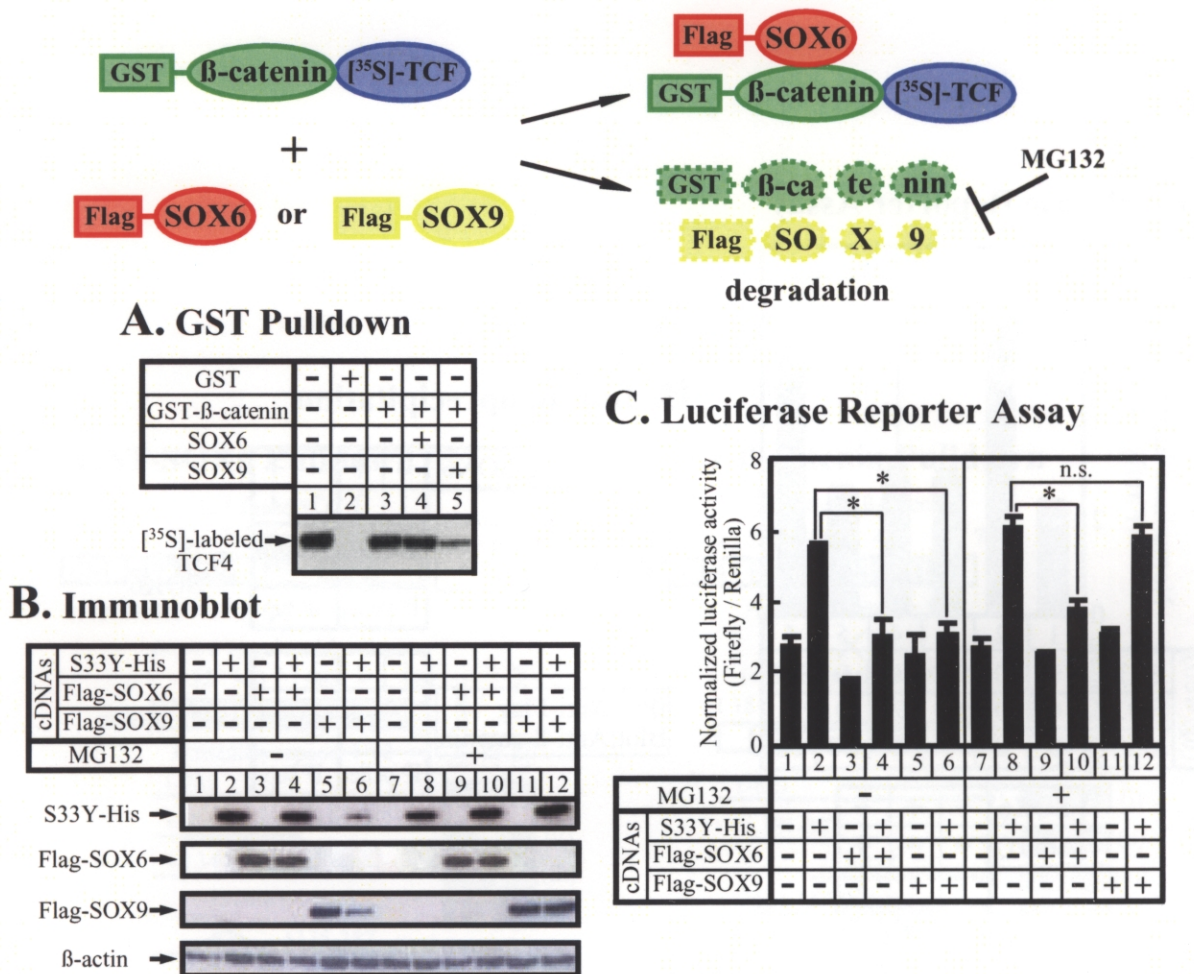 Flag SOX6
GST ß-catenin [³⁵S]-TCF
GST ß-catenin [³⁵S]-TCF
+
MG132
GST ß-ca te nin
Flag SOX6 or Flag SOX9
Flag SO X 9
degradation
A. GST Pulldown
GST - + - - -
GST-ß-catenin - - + + +
SOX6 - - - + -
SOX9 - - - - +
1 2 3 4 5
[³⁵S]-labeled
TCF4
B. Immunoblot
cDNAs
S33Y-His - + - + - + - + - + - +
Flag-SOX6 - - + + - - - - + + - -
Flag-SOX9 - - - - + + - - - - + +
MG132 - +
1 2 3 4 5 6 7 8 9 10 11 12
S33Y-His
Flag-SOX6
Flag-SOX9
ß-actin
C. Luciferase Reporter Assay
Normalized luciferase activity
(Firefly / Renilla)
8
6
4
2
0
* * n.s. *
1 2 3 4 5 6 7 8 9 10 11 12
MG132 - +
cDNAs
S33Y-His - + - + - + - + - + - +
Flag-SOX6 - - + + - - - - + + - -
Flag-SOX9 - - - - + + - - - - + +